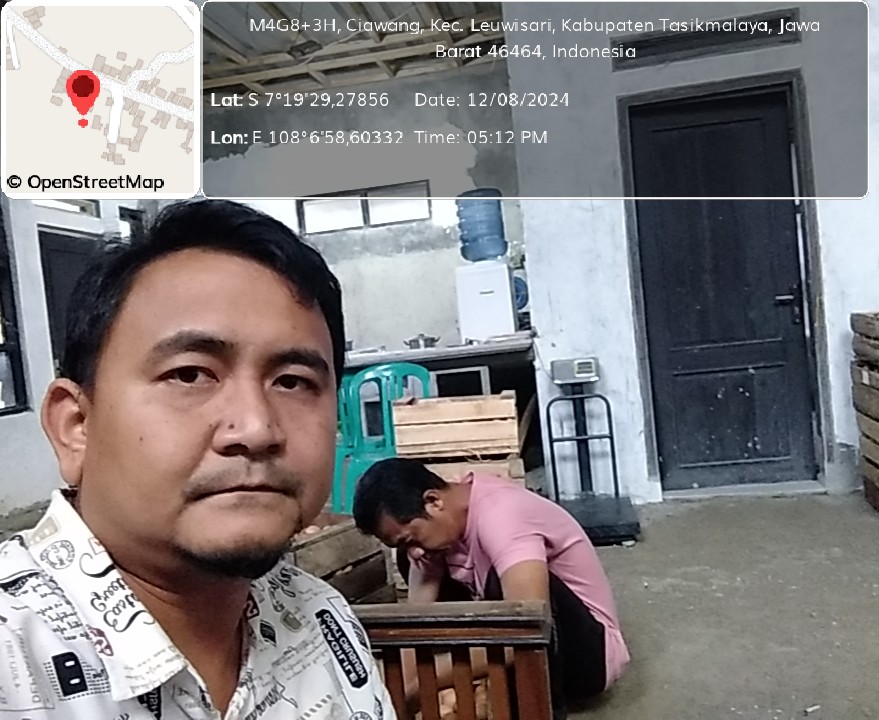 M4G8+3H, Ciawang, Kec. Leuwisari, Kabupaten Tasikmalaya, Jawa
Barat 46464, Indonesia
Lat: S 7°19'29,27856 Date: 12/08/2024
Lon: E 108°6'58,60332 Time: 05:12 PM
© OpenStreetMap